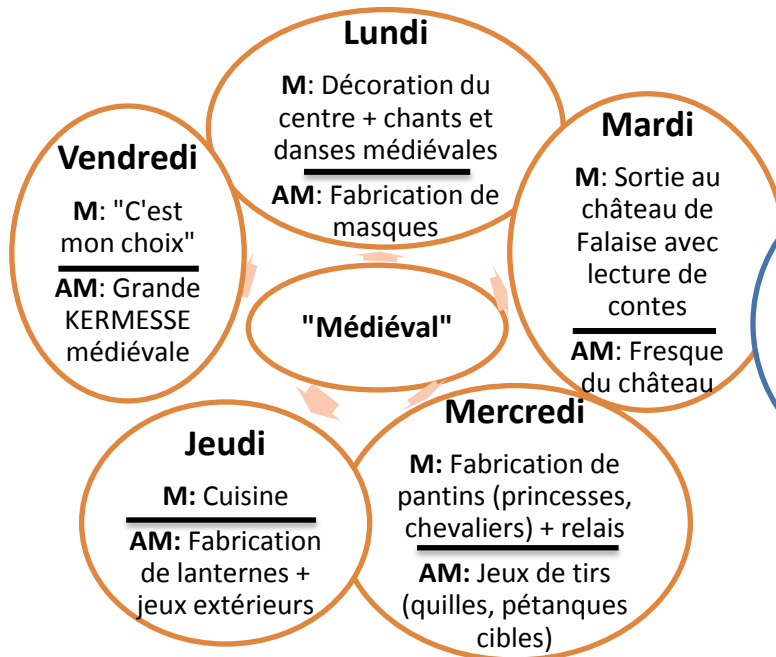 Lundi
M: Décoration du
centre + chants et
danses médiévales
AM: Fabrication de
masques
Mardi
M: Sortie au
château de
Falaise avec
lecture de
contes
AM: Fresque
du château
Mercredi
M: Fabrication de
pantins (princesses,
chevaliers) + relais
AM: Jeux de tirs
(quilles, pétanques
cibles)
Jeudi
M: Cuisine
AM: Fabrication
de lanternes +
jeux extérieurs
Vendredi
M: "C'est
mon choix"
AM: Grande
KERMESSE
médiévale
"Médiéval"